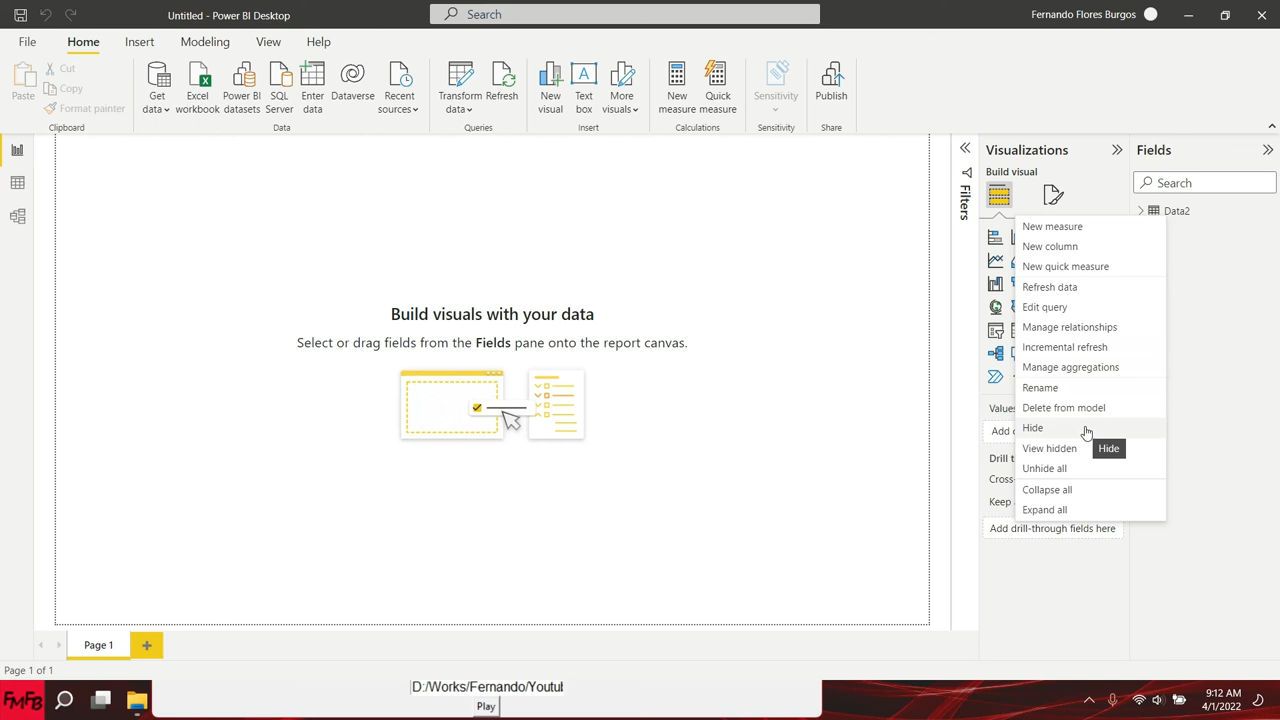 Untitled - Power BI Desktop
Search
Fernando Flores Burgos
File
Home
Insert
Modeling
View
Help
Paste
Cut
Copy
Format painter
Clipboard
Get data
Excel workbook
Power BI datasets
SQL Server
Enter data
Dataverse
Recent sources
Data
Transform data
Refresh
Queries
New visual
Text box
More visuals
Insert
New measure
Quick measure
Calculations
Sensitivity
Sensitivity
Publish
Share
Filters
Visualizations
Build visual
Fields
Search
Data2
New measure
New column
New quick measure
Refresh data
Edit query
Manage relationships
Incremental refresh
Manage aggregations
Rename
Delete from model
Hide
View hidden
Hide
Unhide all
Collapse all
Expand all
Values
Add
Drill
Cross-
Keep
Add drill-through fields here
Build visuals with your data
Select or drag fields from the Fields pane onto the report canvas.
Page 1
Page 1 of 1
D:/Works/Fernando/Youtul
Play
FMFB
9:12 AM
4/1/2022